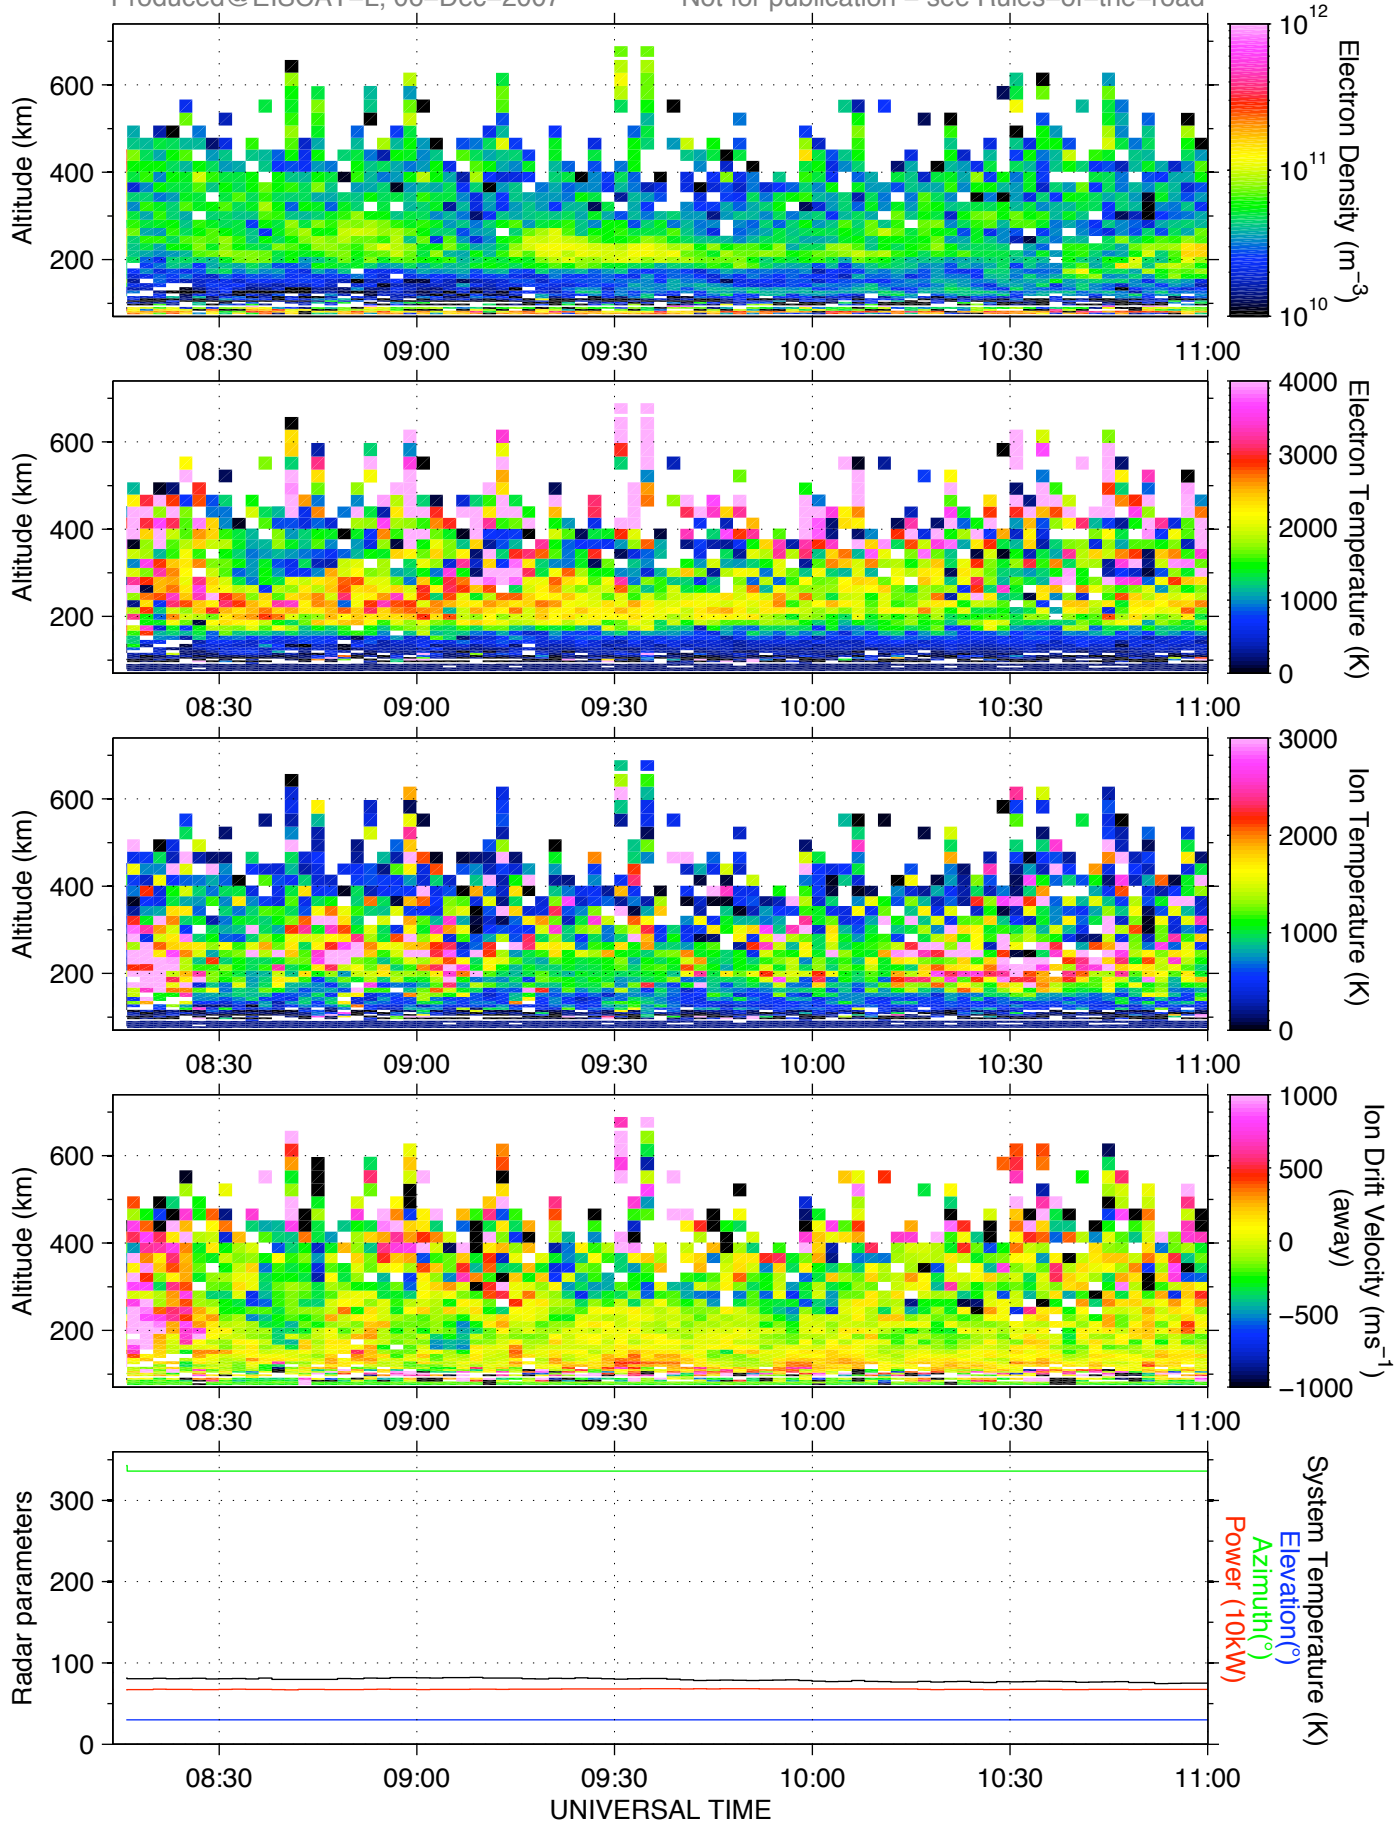 Produced@EISCAT-L, 06-Dec-2007 Not for publication - see Rules-of-the-road
Altitude (km)
600
400
200
08:30 09:00 09:30 10:00 10:30 11:00
10^12
10^11
10^10
Electron Density (m^-3)
Altitude (km)
600
400
200
08:30 09:00 09:30 10:00 10:30 11:00
4000
3000
2000
1000
0
Electron Temperature (K)
Altitude (km)
600
400
200
08:30 09:00 09:30 10:00 10:30 11:00
3000
2000
1000
0
Ion Temperature (K)
Altitude (km)
600
400
200
08:30 09:00 09:30 10:00 10:30 11:00
1000
500
0
−500
−1000
Ion Drift Velocity (ms^−1)
(away)
Radar parameters
300
200
100
0
08:30 09:00 09:30 10:00 10:30 11:00
System Temperature (K)
Elevation(°)
Azimuth(°)
Power (10kW)
UNIVERSAL TIME